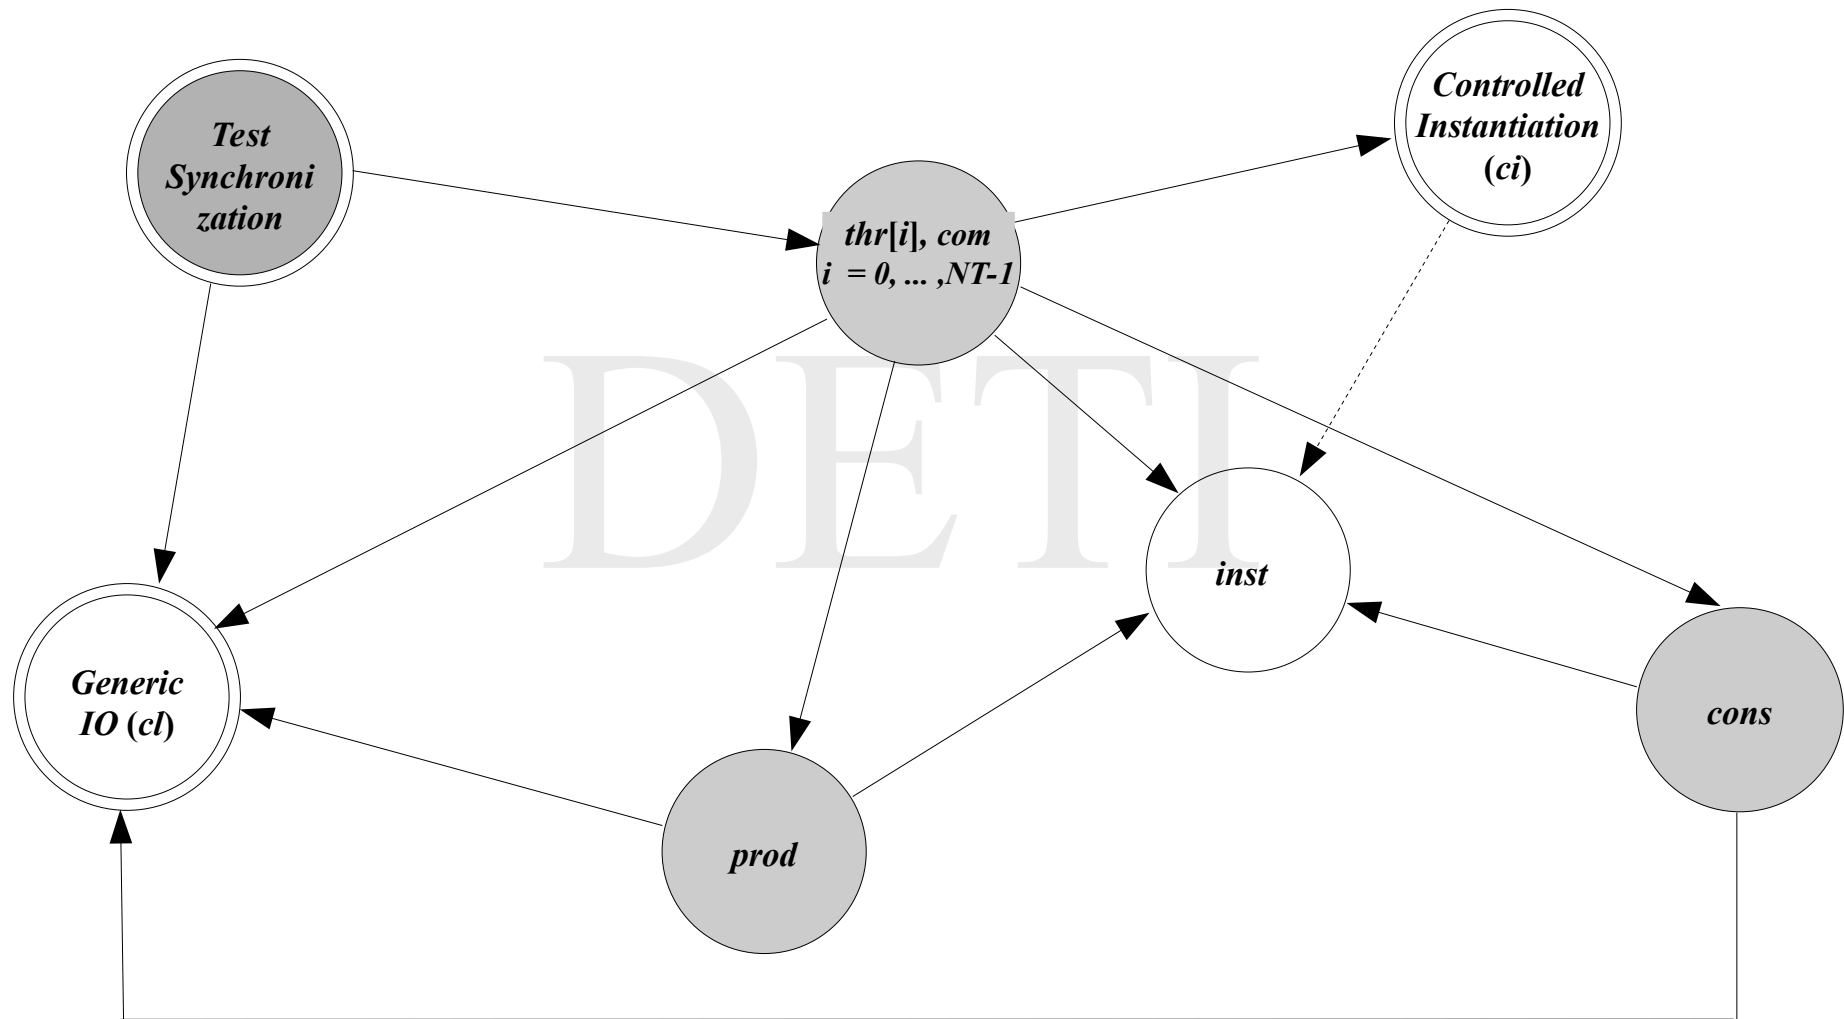 Controlled
Instantiation
(ci)
Test
Synchroni
zation
thr[i], com
i = 0, ... ,NT-1
DETI
inst
Generic
IO (cl)
cons
prod